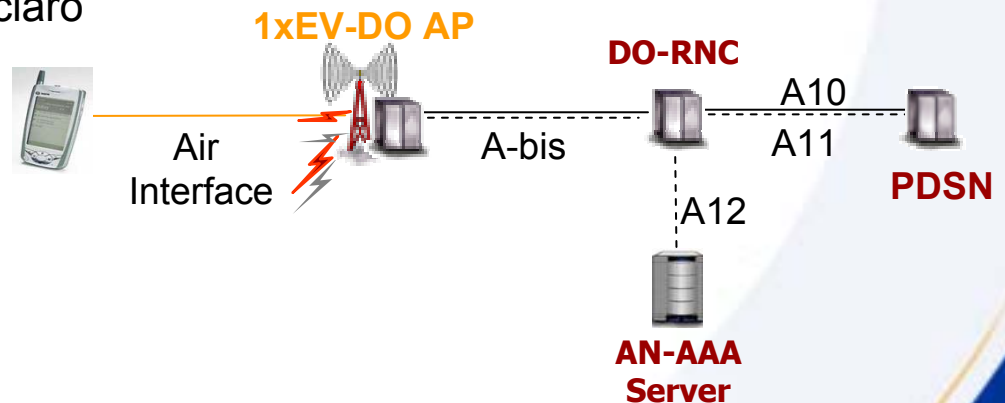 claro
1xEV-DO AP
DO-RNC
A10
Air
Interface
A-bis
A11
PDSN
A12
AN-AAA
Server